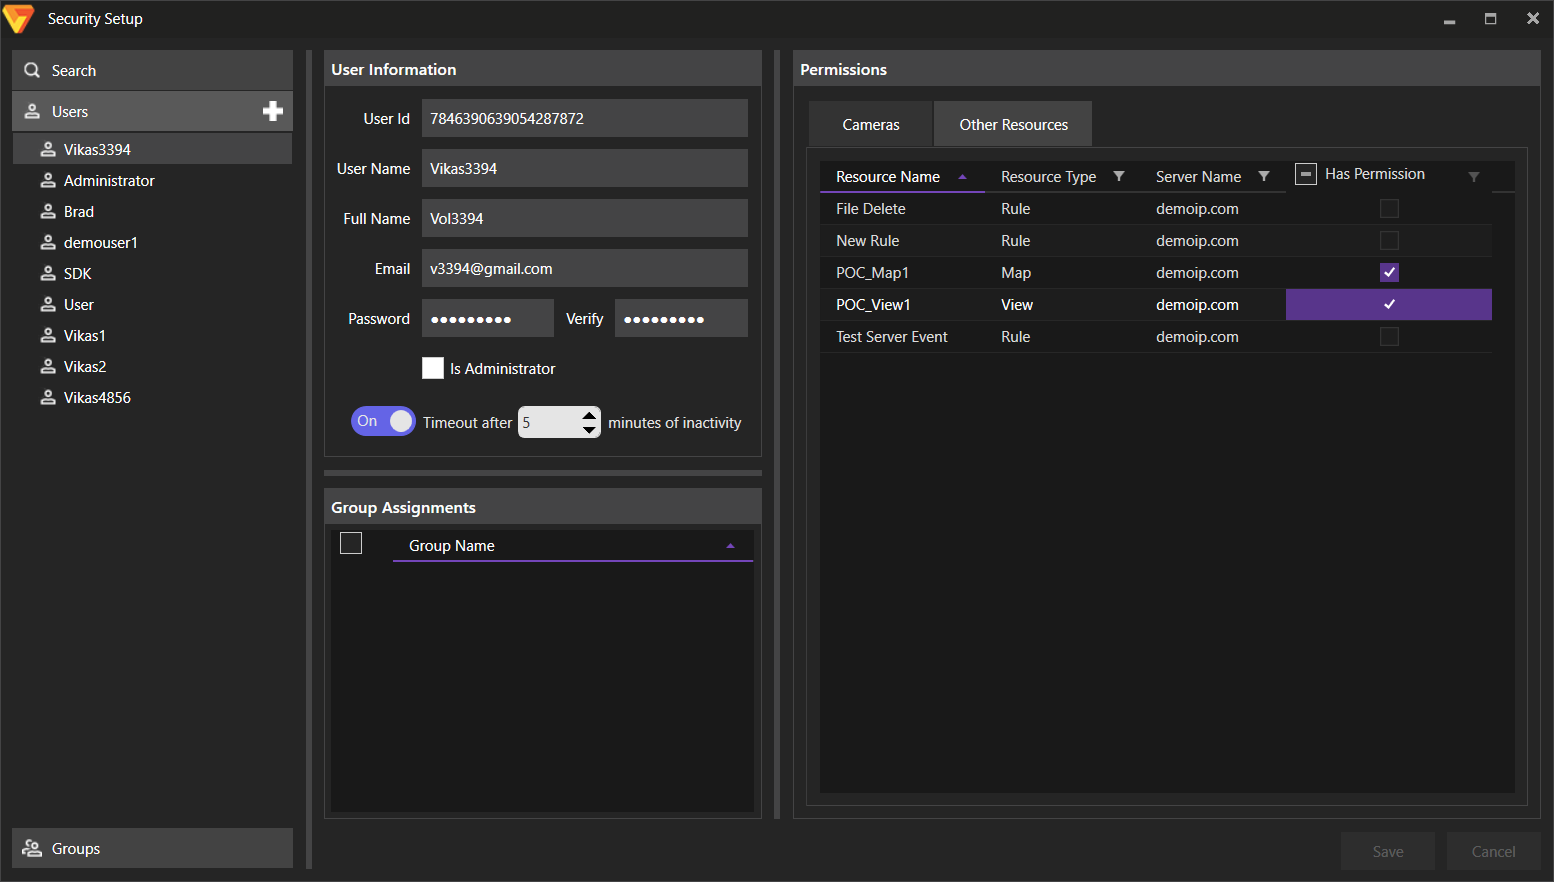 Security Setup
Search
Users
Vikas3394
Administrator
Brad
demouser1
SDK
User
Vikas1
Vikas2
Vikas4856
Groups
User Information
User Id 7846390639054287872
User Name Vikas3394
Full Name Vol3394
Email v3394@gmail.com
Password ●●●●●●●●● Verify ●●●●●●●●●
Is Administrator
On Timeout after 5 minutes of inactivity
Group Assignments
Group Name
Permissions
Cameras Other Resources
Resource Name Resource Type Server Name Has Permission
File Delete Rule demoip.com
New Rule Rule demoip.com
POC_Map1 Map demoip.com
POC_View1 View demoip.com
Test Server Event Rule demoip.com
Save Cancel